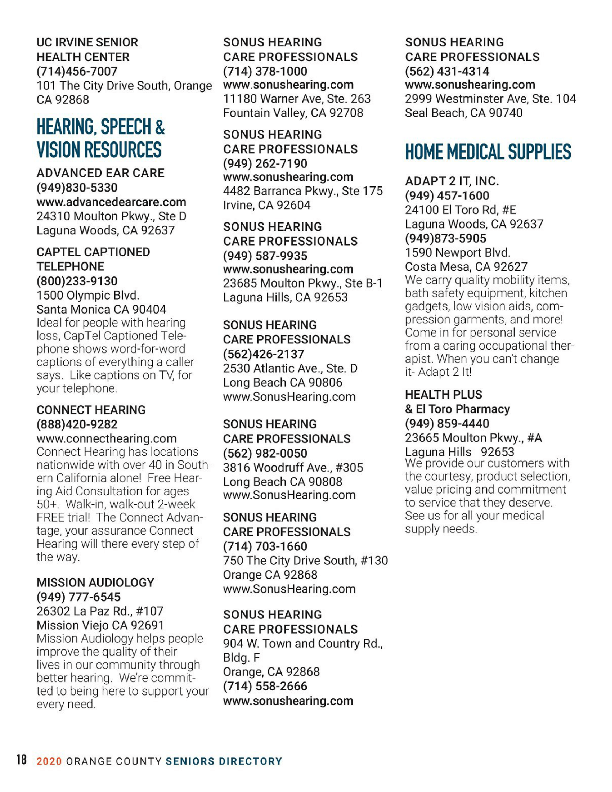 UC IRVINE SENIOR
HEALTH CENTER
(714)456-7007
101 The City Drive South, Orange
CA 92868
HEARING, SPEECH &
VISION RESOURCES
ADVANCED EAR CARE
(949)830-5330
www.advancedearcare.com
24310 Moulton Pkwy., Ste D
Laguna Woods, CA 92637
CAPTEL CAPTIONED
TELEPHONE
(800)233-9130
1500 Olympic Blvd.
Santa Monica CA 90404
Ideal for people with hearing
loss, CapTel Captioned Tele-
phone shows word-for-word
captions of everything a caller
says. Like captions on TV, for
your telephone.
CONNECT HEARING
(888)420-9282
www.connecthearing.com
Connect Hearing has locations
nationwide with over 40 in South-
ern California alone! Free Hear-
ing Aid Consultation for ages
50+. Walk-in, walk-out 2-week
FREE trial! The Connect Advan-
tage, your assurance Connect
Hearing will there every step of
the way.
MISSION AUDIOLOGY
(949) 777-6545
26302 La Paz Rd., #107
Mission Viejo CA 92691
Mission Audiology helps people
improve the quality of their
lives in our community through
better hearing. We're commit-
ted to being here to support your
every need.
SONUS HEARING
CARE PROFESSIONALS
(714) 378-1000
www.sonushearing.com
11180 Warner Ave, Ste. 263
Fountain Valley, CA 92708
SONUS HEARING
CARE PROFESSIONALS
(949) 262-7190
www.sonushearing.com
4482 Barranca Pkwy., Ste 175
Irvine, CA 92604
SONUS HEARING
CARE PROFESSIONALS
(949) 587-9935
www.sonushearing.com
23685 Moulton Pkwy., Ste B-1
Laguna Hills, CA 92653
SONUS HEARING
CARE PROFESSIONALS
(562)426-2137
2530 Atlantic Ave., Ste. D
Long Beach CA 90806
www.SonusHearing.com
SONUS HEARING
CARE PROFESSIONALS
(562) 982-0050
3816 Woodruff Ave., #305
Long Beach CA 90808
www.SonusHearing.com
SONUS HEARING
CARE PROFESSIONALS
(714) 703-1660
750 The City Drive South, #130
Orange CA 92868
www.SonusHearing.com
SONUS HEARING
CARE PROFESSIONALS
904 W. Town and Country Rd.,
Bldg. F
Orange, CA 92868
(714) 558-2666
www.sonushearing.com
SONUS HEARING
CARE PROFESSIONALS
(562) 431-4314
www.sonushearing.com
2999 Westminster Ave, Ste. 104
Seal Beach, CA 90740
HOME MEDICAL SUPPLIES
ADAPT 2 IT, INC.
(949) 457-1600
24100 El Toro Rd, #E
Laguna Woods, CA 92637
(949)873-5905
1590 Newport Blvd.
Costa Mesa, CA 92627
We carry quality mobility items,
bath safety equipment, kitchen
gadgets, low vision aids, com-
pression garments, and more!
Come in for personal service
from a caring occupational ther-
apist. When you can't change
it- Adapt 2 It!
HEALTH PLUS
& El Toro Pharmacy
(949) 859-4440
23665 Moulton Pkwy., #A
Laguna Hills 92653
We provide our customers with
the courtesy, product selection,
value pricing and commitment
to service that they deserve.
See us for all your medical
supply needs.
18 2020 ORANGE COUNTY SENIORS DIRECTORY